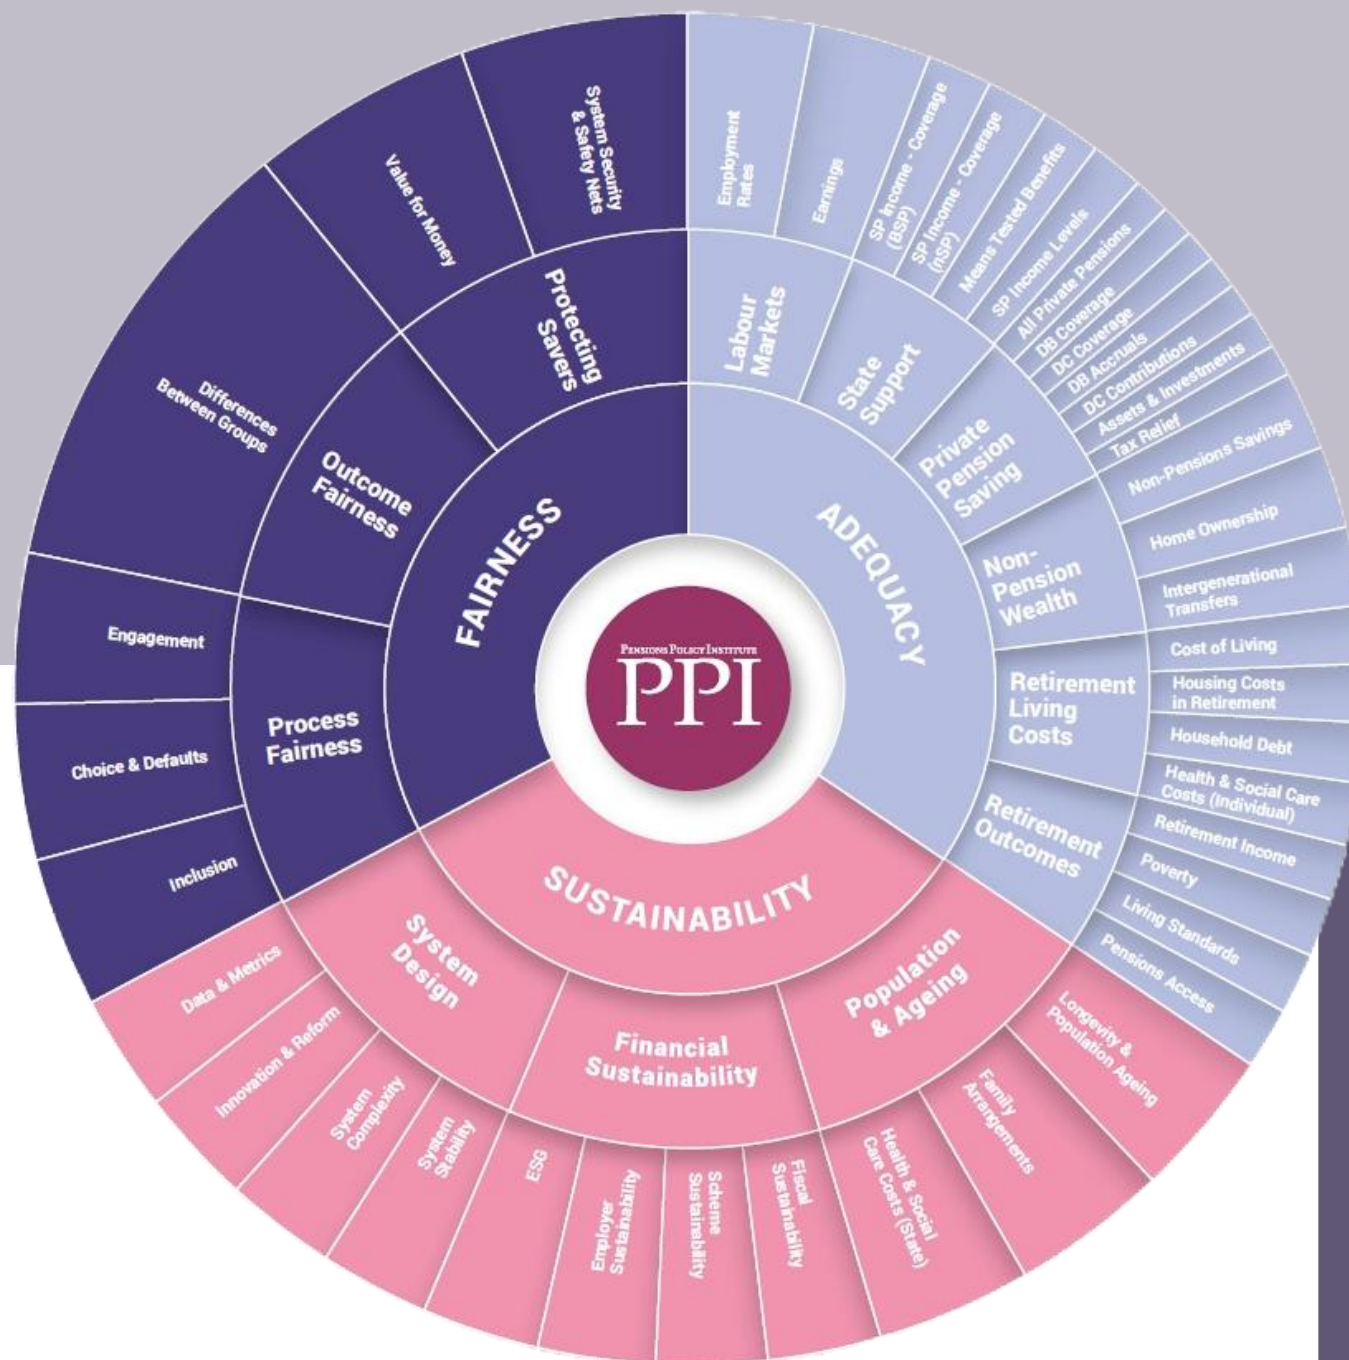 PENSIONS POLICY INSTITUTE
PPI
ADEQUACY
Labour
Markets
Employment
Rates
Earnings
State
Support
SP Income - Coverage
(BSP)
SP Income - Coverage
(nSP)
Means Tested Benefits
SP Income Levels
Private
Pension
Saving
All Private Pensions
DB Coverage
DC Coverage
DB Accruals
DC Contributions
Assets & Investments
Tax Relief
Non-
Pension
Wealth
Non-Pensions Savings
Home Ownership
Intergenerational
Transfers
Retirement
Living
Costs
Cost of Living
Housing Costs
in Retirement
Household Debt
Health & Social Care
Costs (Individual)
Retirement
Outcomes
Retirement Income
Poverty
Living Standards
Pensions Access
SUSTAINABILITY
Population
& Ageing
Longevity &
Population Ageing
Family
Arrangements
Health & Social
Care Costs (State)
Financial
Sustainability
Fiscal
Sustainability
Scheme
Sustainability
Employer
Sustainability
ESG
System
Design
System
Stability
System
Complexity
Innovation & Reform
Data & Metrics
FAIRNESS
Process
Fairness
Inclusion
Choice & Defaults
Engagement
Outcome
Fairness
Differences
Between Groups
Protecting
Savers
Value for Money
System Security
& Safety Nets